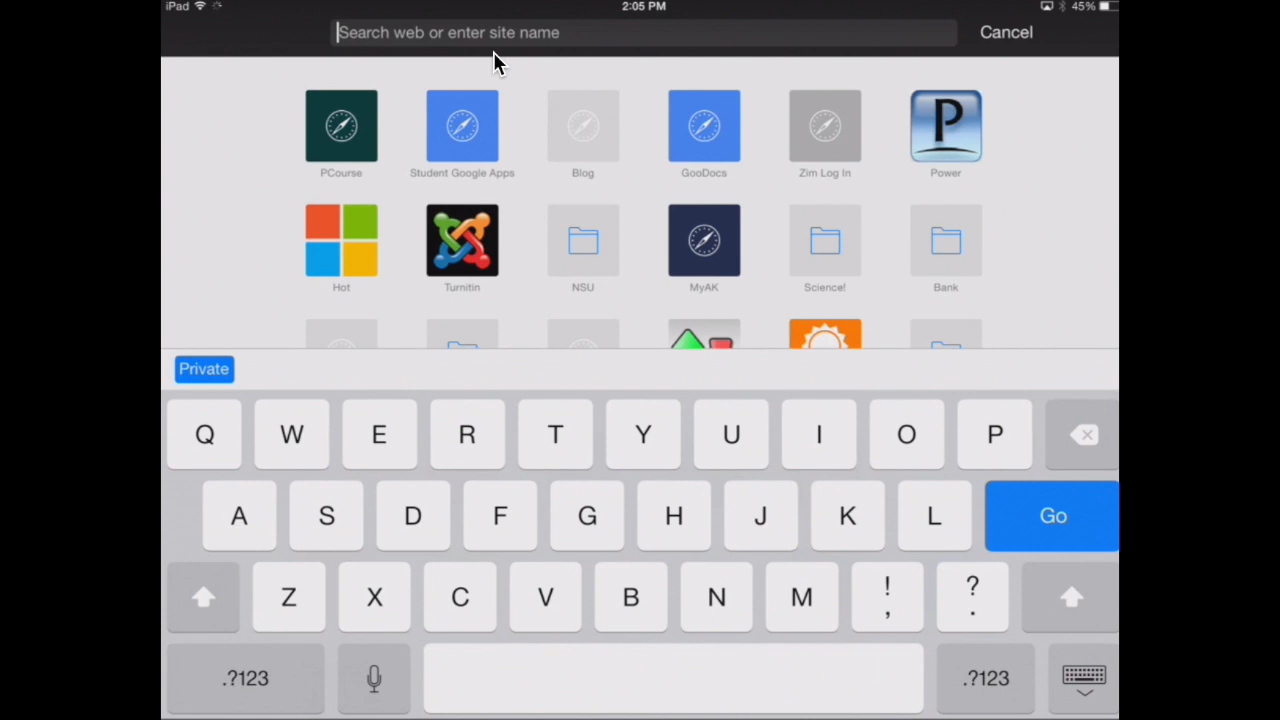 iPad 2:05 PM 45%
Search web or enter site name Cancel
P
PCourse Student Google Apps Blog GooDocs Zim Log In Power
Hot Turnitin NSU MyAK Science! Bank
Private
Q W E R T Y U I O P
A S D F G H J K L Go
Z X C V B N M ! , ? .
.?123 .?123